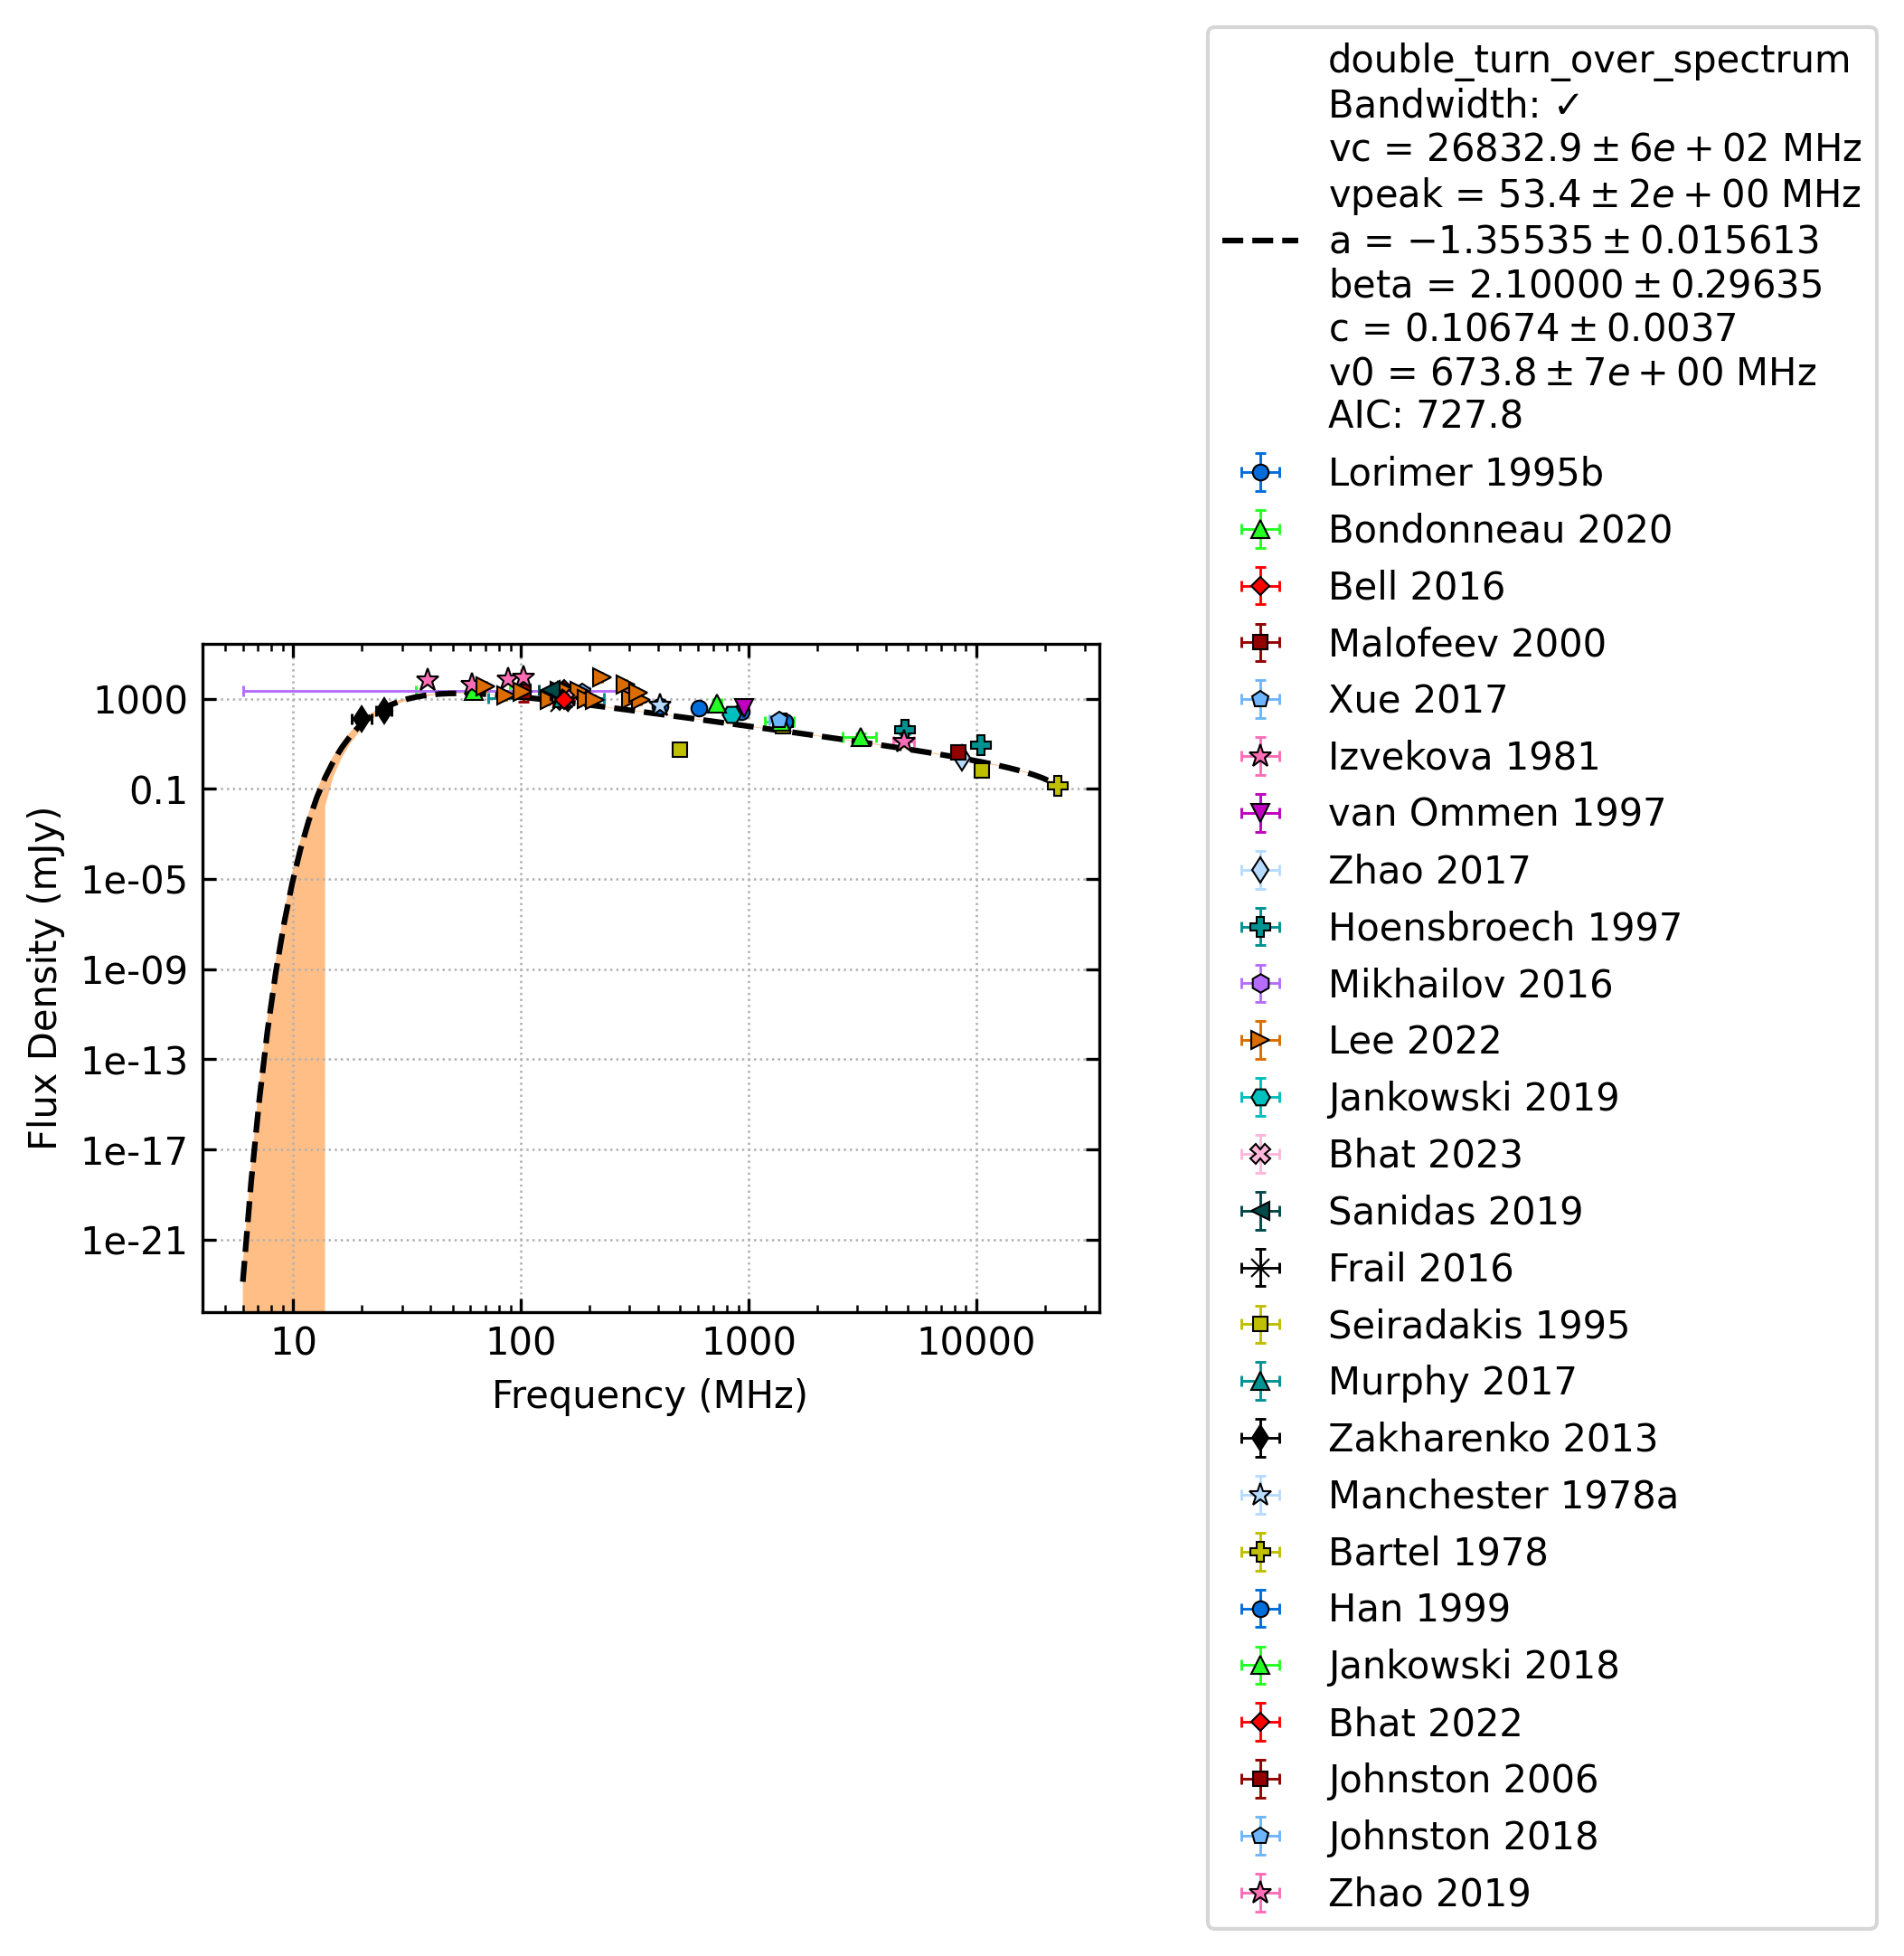 double_turn_over_spectrum
Bandwidth: ✓
vc = 26832.9 ± 6e + 02 MHz
vpeak = 53.4 ± 2e + 00 MHz
a = −1.35535 ± 0.015613
beta = 2.10000 ± 0.29635
c = 0.10674 ± 0.0037
v0 = 673.8 ± 7e + 00 MHz
AIC: 727.8
Lorimer 1995b
Bondonneau 2020
Bell 2016
Malofeev 2000
Xue 2017
Izvekova 1981
van Ommen 1997
Zhao 2017
Hoensbroech 1997
Mikhailov 2016
Lee 2022
Jankowski 2019
Bhat 2023
Sanidas 2019
Frail 2016
Seiradakis 1995
Murphy 2017
Zakharenko 2013
Manchester 1978a
Bartel 1978
Han 1999
Jankowski 2018
Bhat 2022
Johnston 2006
Johnston 2018
Zhao 2019
Flux Density (mJy)
1000
0.1
1e-05
1e-09
1e-13
1e-17
1e-21
10 100 1000 10000
Frequency (MHz)